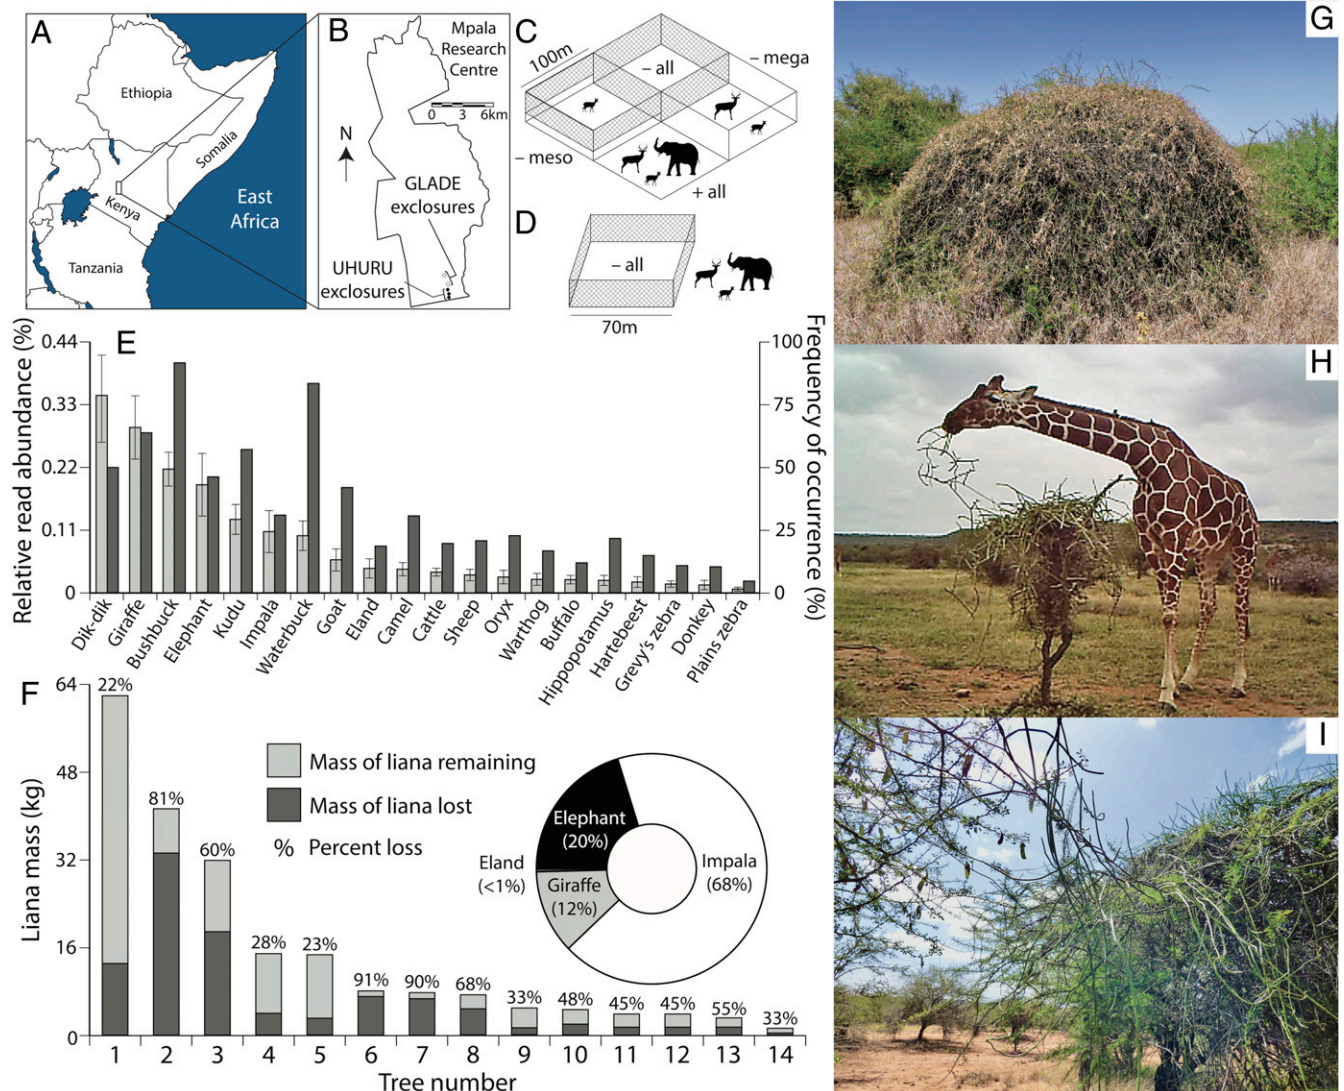 A
Ethiopia
Somalia
Kenya
East
Africa
Tanzania
B
Mpala
Research
Centre
0 3 6km
N
GLADE
exclosures
UHURU
exclosures
C
100m
– all
– mega
– meso
+ all
D
– all
70m
E
Relative read abundance (%)
0.44
0.33
0.22
0.11
0
Frequency of occurrence (%)
100
75
50
25
0
Dik-dik
Giraffe
Bushbuck
Elephant
Kudu
Impala
Waterbuck
Goat
Eland
Camel
Cattle
Sheep
Oryx
Warthog
Buffalo
Hippopotamus
Hartebeest
Grevy's zebra
Donkey
Plains zebra
F
Liana mass (kg)
64
48
32
16
0
22%
81%
60%
28%
23%
91%
90%
68%
33%
48%
45%
45%
55%
33%
Mass of liana remaining
Mass of liana lost
% Percent loss
Elephant
(20%)
Eland
(<1%)
Giraffe
(12%)
Impala
(68%)
1 2 3 4 5 6 7 8 9 10 11 12 13 14
Tree number
G
H
I